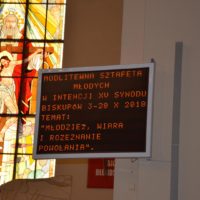 MODLITEWNA SZTAFETA
MŁODYCH
W INTENCJI XV SYNODU
BISKUPÓW 3-28 X 2018
TEMAT:
"MŁODZIEŻ, WIARA
I ROZEZNANIE
POWOŁANIA".